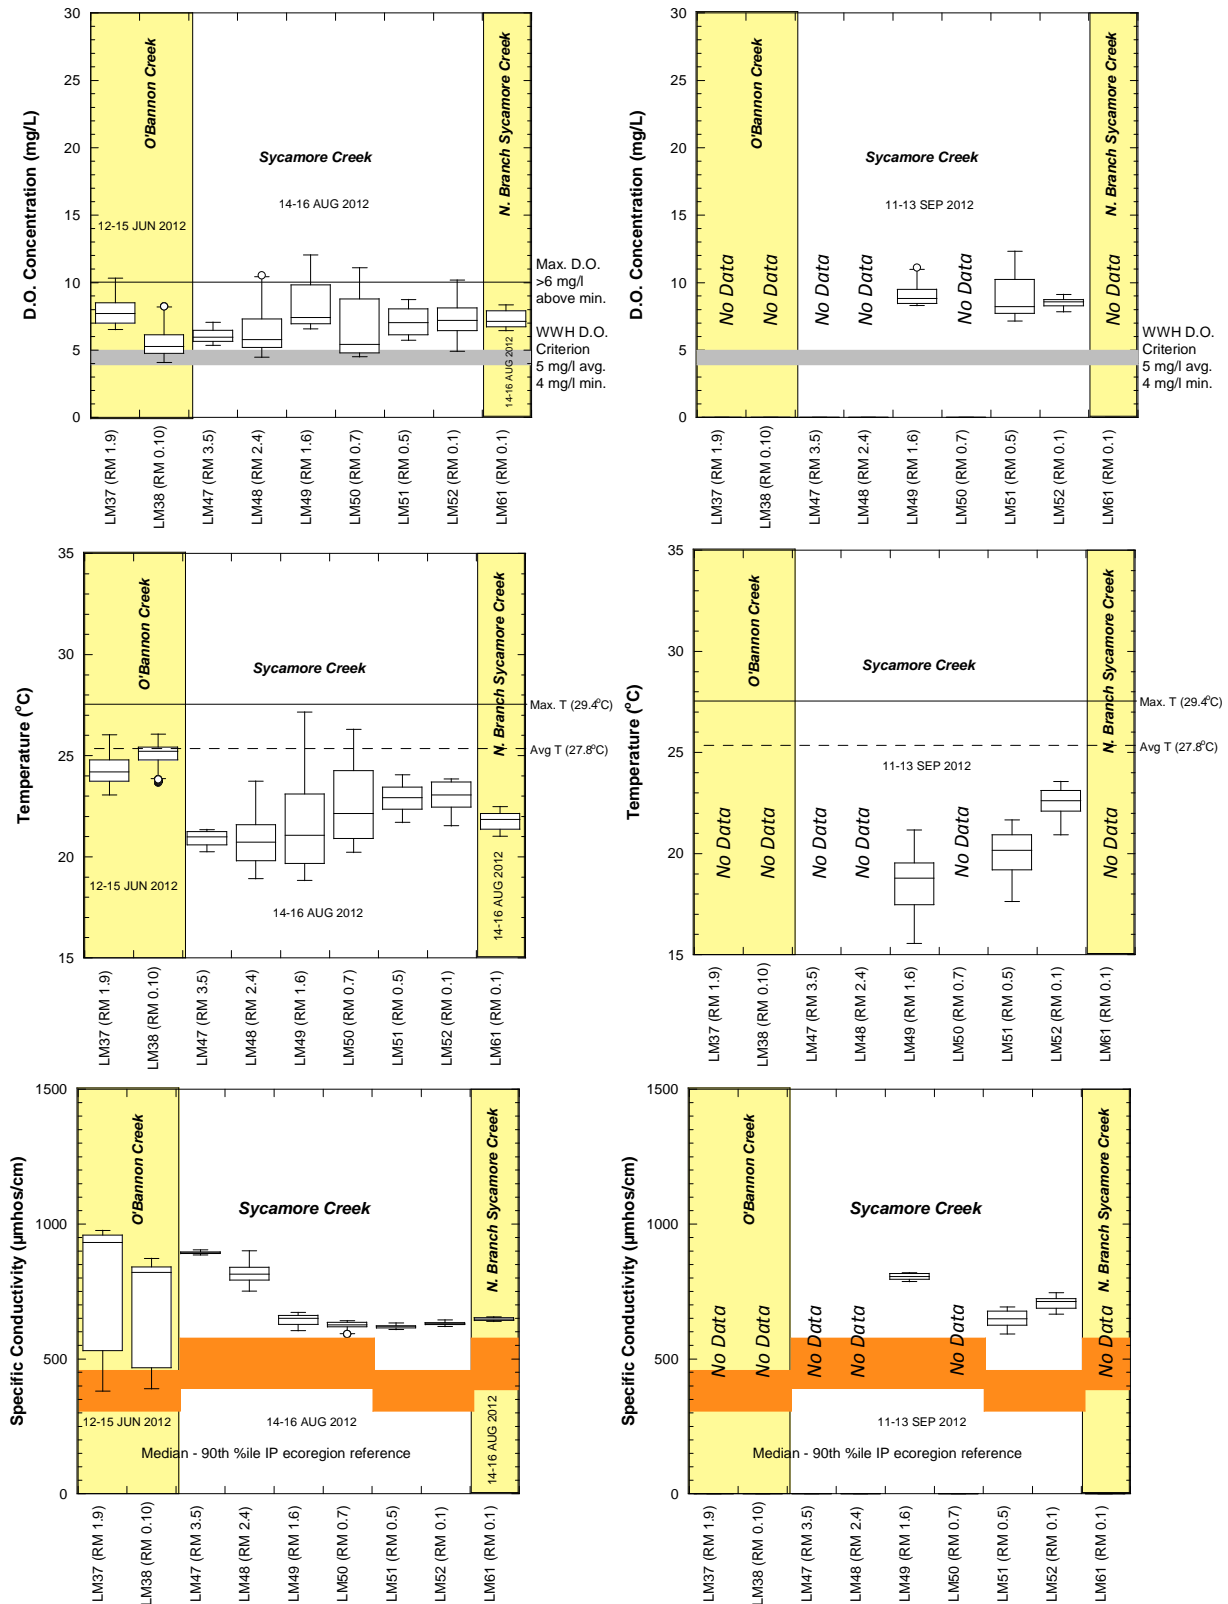 D.O. Concentration (mg/L)
30
25
20
15
10
5
0
O'Bannon Creek
Sycamore Creek
N. Branch Sycamore Creek
12-15 JUN 2012
14-16 AUG 2012
14-16 AUG 2012
Max. D.O.
>6 mg/l
above min.
WWH D.O.
Criterion
5 mg/l avg.
4 mg/l min.
LM37 (RM 1.9)
LM38 (RM 0.10)
LM47 (RM 3.5)
LM48 (RM 2.4)
LM49 (RM 1.6)
LM50 (RM 0.7)
LM51 (RM 0.5)
LM52 (RM 0.1)
LM61 (RM 0.1)
D.O. Concentration (mg/L)
30
25
20
15
10
5
0
O'Bannon Creek
Sycamore Creek
N. Branch Sycamore Creek
11-13 SEP 2012
No Data
No Data
No Data
No Data
No Data
No Data
WWH D.O.
Criterion
5 mg/l avg.
4 mg/l min.
LM37 (RM 1.9)
LM38 (RM 0.10)
LM47 (RM 3.5)
LM48 (RM 2.4)
LM49 (RM 1.6)
LM50 (RM 0.7)
LM51 (RM 0.5)
LM52 (RM 0.1)
LM61 (RM 0.1)
Temperature (°C)
35
30
25
20
15
O'Bannon Creek
Sycamore Creek
N. Branch Sycamore Creek
Max. T (29.4°C)
Avg T (27.8°C)
12-15 JUN 2012
14-16 AUG 2012
14-16 AUG 2012
LM37 (RM 1.9)
LM38 (RM 0.10)
LM47 (RM 3.5)
LM48 (RM 2.4)
LM49 (RM 1.6)
LM50 (RM 0.7)
LM51 (RM 0.5)
LM52 (RM 0.1)
LM61 (RM 0.1)
Temperature (°C)
35
30
25
20
15
O'Bannon Creek
Sycamore Creek
N. Branch Sycamore Creek
Max. T (29.4°C)
Avg T (27.8°C)
11-13 SEP 2012
No Data
No Data
No Data
No Data
No Data
No Data
LM37 (RM 1.9)
LM38 (RM 0.10)
LM47 (RM 3.5)
LM48 (RM 2.4)
LM49 (RM 1.6)
LM50 (RM 0.7)
LM51 (RM 0.5)
LM52 (RM 0.1)
LM61 (RM 0.1)
Specific Conductivity (µmhos/cm)
1500
1000
500
0
O'Bannon Creek
Sycamore Creek
N. Branch Sycamore Creek
12-15 JUN 2012
14-16 AUG 2012
14-16 AUG 2012
Median - 90th %ile IP ecoregion reference
LM37 (RM 1.9)
LM38 (RM 0.10)
LM47 (RM 3.5)
LM48 (RM 2.4)
LM49 (RM 1.6)
LM50 (RM 0.7)
LM51 (RM 0.5)
LM52 (RM 0.1)
LM61 (RM 0.1)
Specific Conductivity (µmhos/cm)
1500
1000
500
0
O'Bannon Creek
Sycamore Creek
N. Branch Sycamore Creek
No Data
No Data
No Data
No Data
No Data
No Data
11-13 SEP 2012
Median - 90th %ile IP ecoregion reference
LM37 (RM 1.9)
LM38 (RM 0.10)
LM47 (RM 3.5)
LM48 (RM 2.4)
LM49 (RM 1.6)
LM50 (RM 0.7)
LM51 (RM 0.5)
LM52 (RM 0.1)
LM61 (RM 0.1)